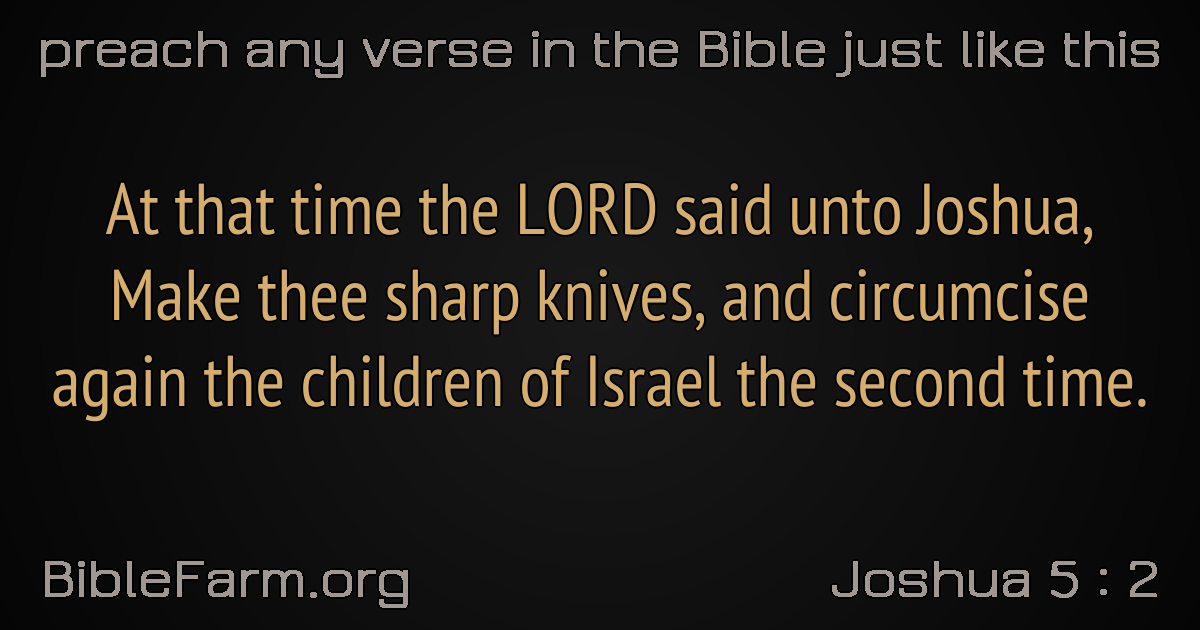 preach any verse in the Bible just like this
At that time the LORD said unto Joshua,
Make thee sharp knives, and circumcise
again the children of Israel the second time.
BibleFarm.org
Joshua 5 : 2